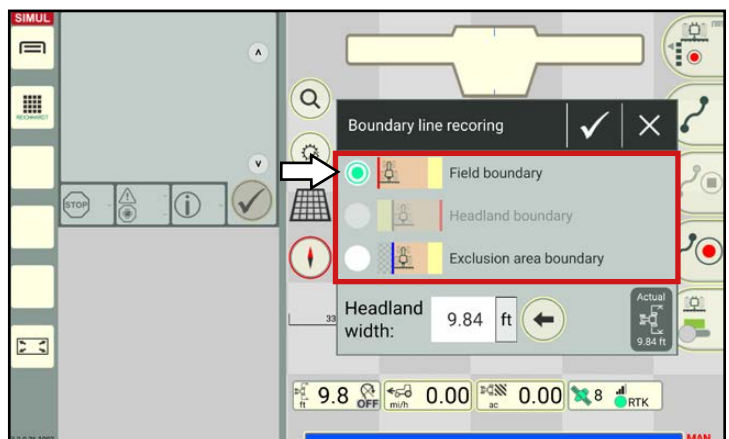 SIMUL
REICHHARDT
Boundary line recoring
Field boundary
Headland boundary
Exclusion area boundary
Headland width:
9.84 ft
Actual
9.84 ft
STOP
33
ft 9.8 OFF mi/h 0.00 ac 0.00 8 RTK
MAN